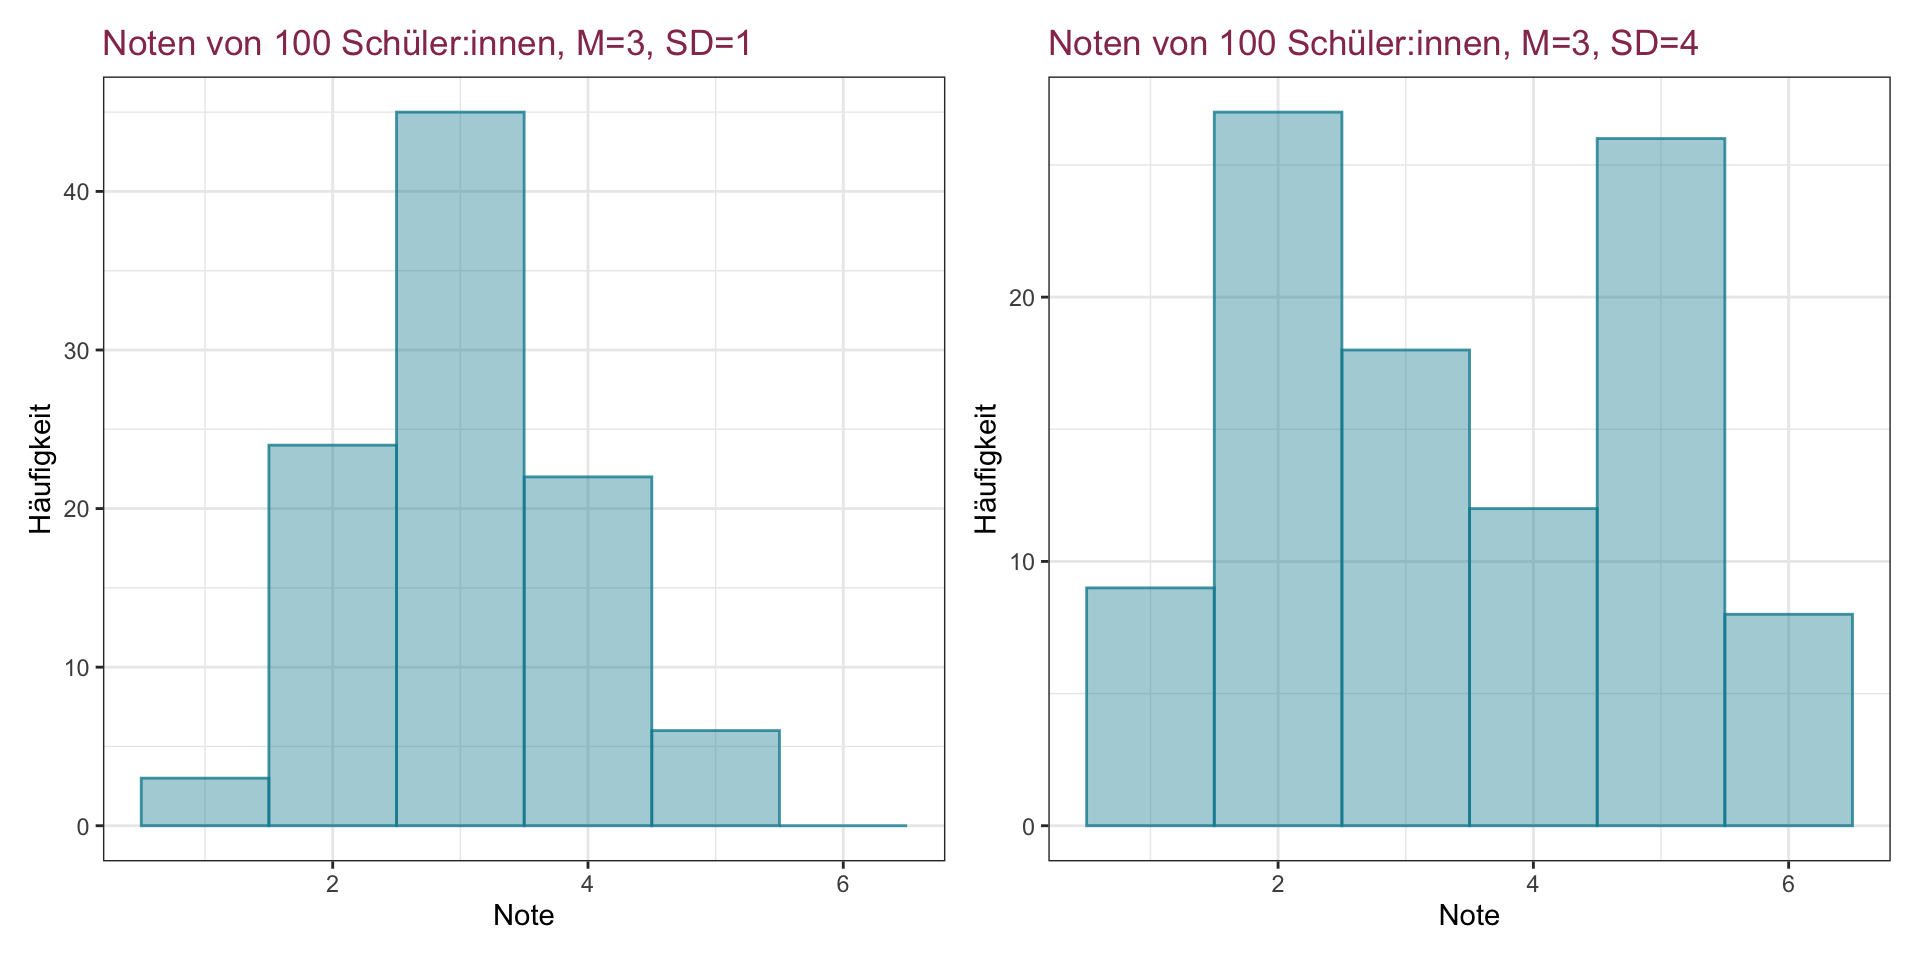 Noten von 100 Schüler:innen, M=3, SD=1
40
30
20
10
0
Häufigkeit
2
4
6
Note
Noten von 100 Schüler:innen, M=3, SD=4
20
10
0
Häufigkeit
2
4
6
Note